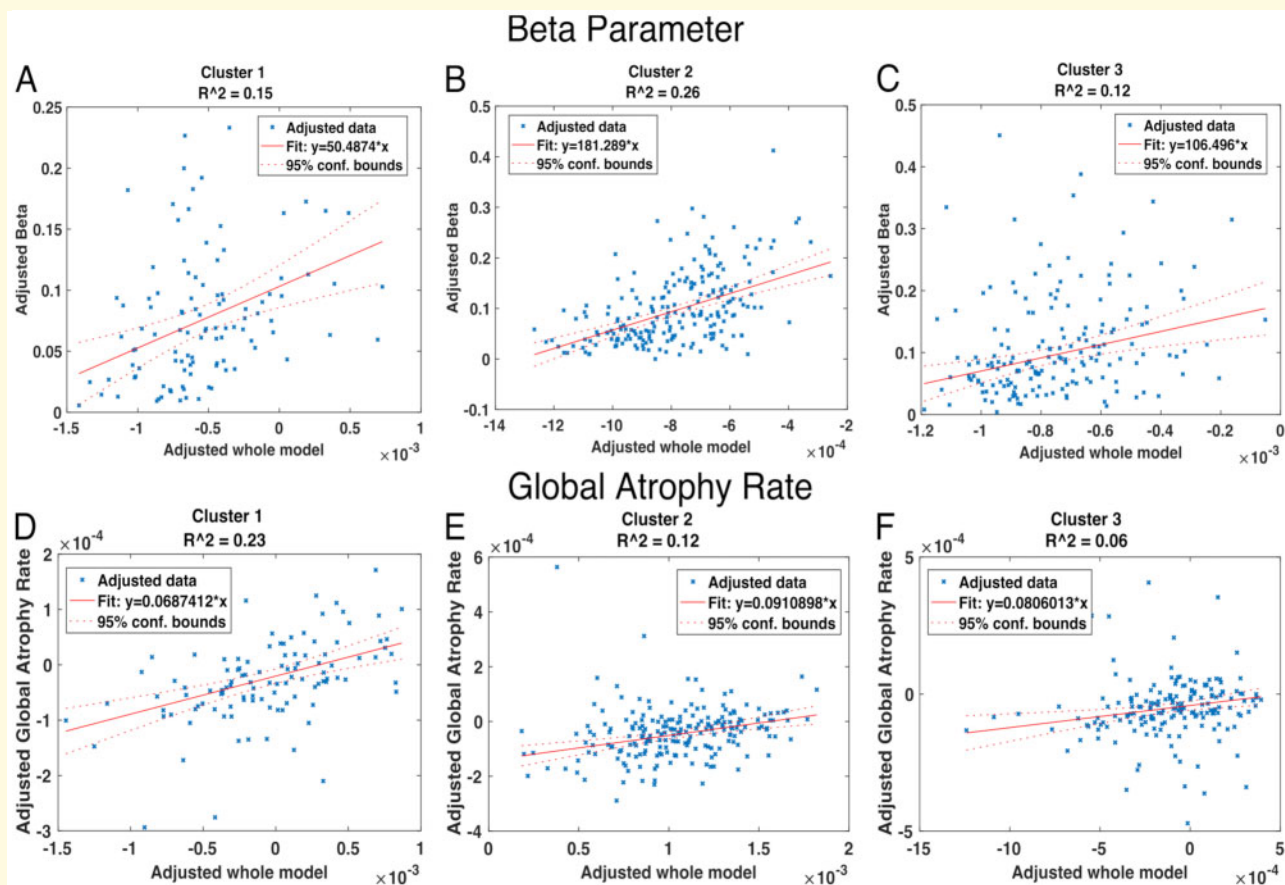 Beta Parameter
A
Cluster 1
R^2 = 0.15
0.25
0.2
0.15
0.1
0.05
0
Adjusted Beta
Adjusted data
Fit: y=50.4874*x
95% conf. bounds
-1.5
-1
-0.5
0
0.5
1
Adjusted whole model
×10^-3
B
Cluster 2
R^2 = 0.26
0.5
0.4
0.3
0.2
0.1
0
-0.1
Adjusted Beta
Adjusted data
Fit: y=181.289*x
95% conf. bounds
-14
-12
-10
-8
-6
-4
-2
Adjusted whole model
×10^-4
C
Cluster 3
R^2 = 0.12
0.5
0.4
0.3
0.2
0.1
0
Adjusted Beta
Adjusted data
Fit: y=106.496*x
95% conf. bounds
-1.2
-1
-0.8
-0.6
-0.4
-0.2
0
Adjusted whole model
×10^-3
Global Atrophy Rate
D
Cluster 1
R^2 = 0.23
×10^-4
2
1
0
-1
-2
-3
Adjusted Global Atrophy Rate
Adjusted data
Fit: y=0.0687412*x
95% conf. bounds
-1.5
-1
-0.5
0
0.5
1
Adjusted whole model
×10^-3
E
Cluster 2
R^2 = 0.12
×10^-4
6
4
2
0
-2
-4
Adjusted Global Atrophy Rate
Adjusted data
Fit: y=0.0910898*x
95% conf. bounds
0
0.5
1
1.5
2
Adjusted whole model
×10^-3
F
Cluster 3
R^2 = 0.06
×10^-4
5
0
-5
Adjusted Global Atrophy Rate
Adjusted data
Fit: y=0.0806013*x
95% conf. bounds
-15
-10
-5
0
5
Adjusted whole model
×10^-4